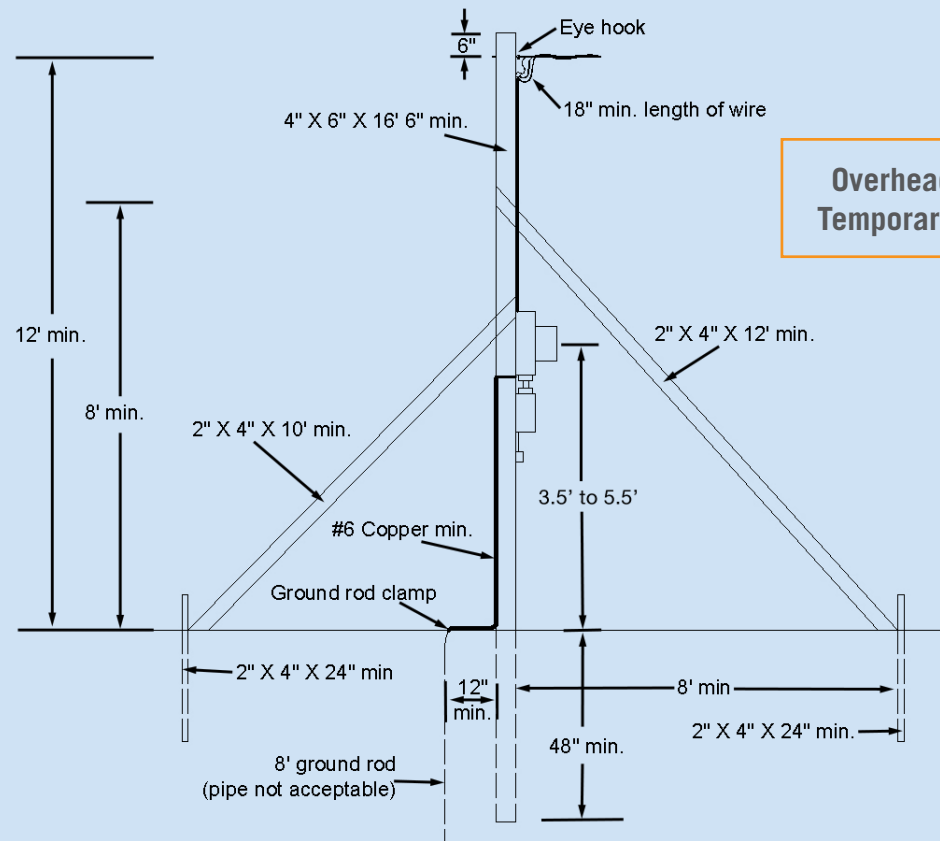 6"
Eye hook
18" min. length of wire
4" X 6" X 16' 6" min.
Temporar
12' min.
2" X 4" X 12' min.
8' min.
2" X 4" X 10' min.
3.5' to 5.5'
#6 Copper min.
Ground rod clamp
2" X 4" X 24" min
12"
min.
8' min
2" X 4" X 24" min.
48" min.
8' ground rod
(pipe not acceptable)